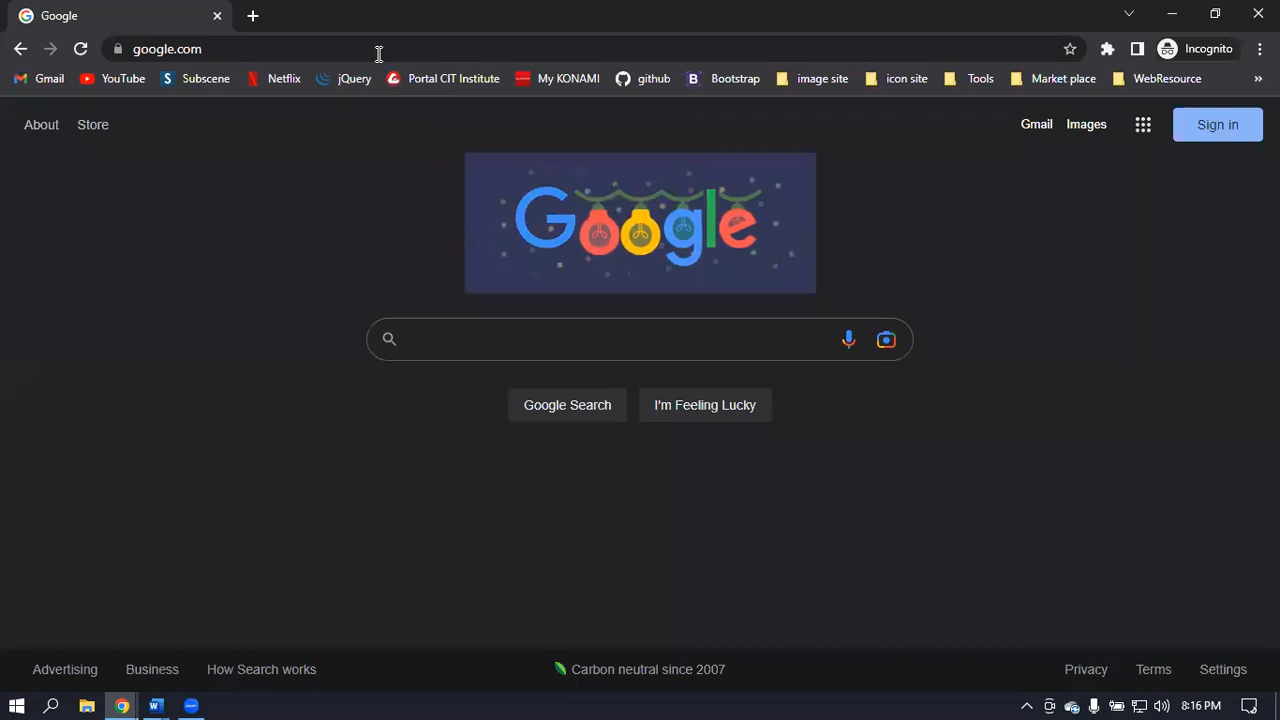 Google
google.com
Incognito
Gmail YouTube Subscene Netflix jQuery Portal CIT Institute My KONAMI github Bootstrap image site icon site Tools Market place WebResource »
About Store Gmail Images Sign in
Google
Google Search I'm Feeling Lucky
Advertising Business How Search works Carbon neutral since 2007 Privacy Terms Settings
8:16 PM